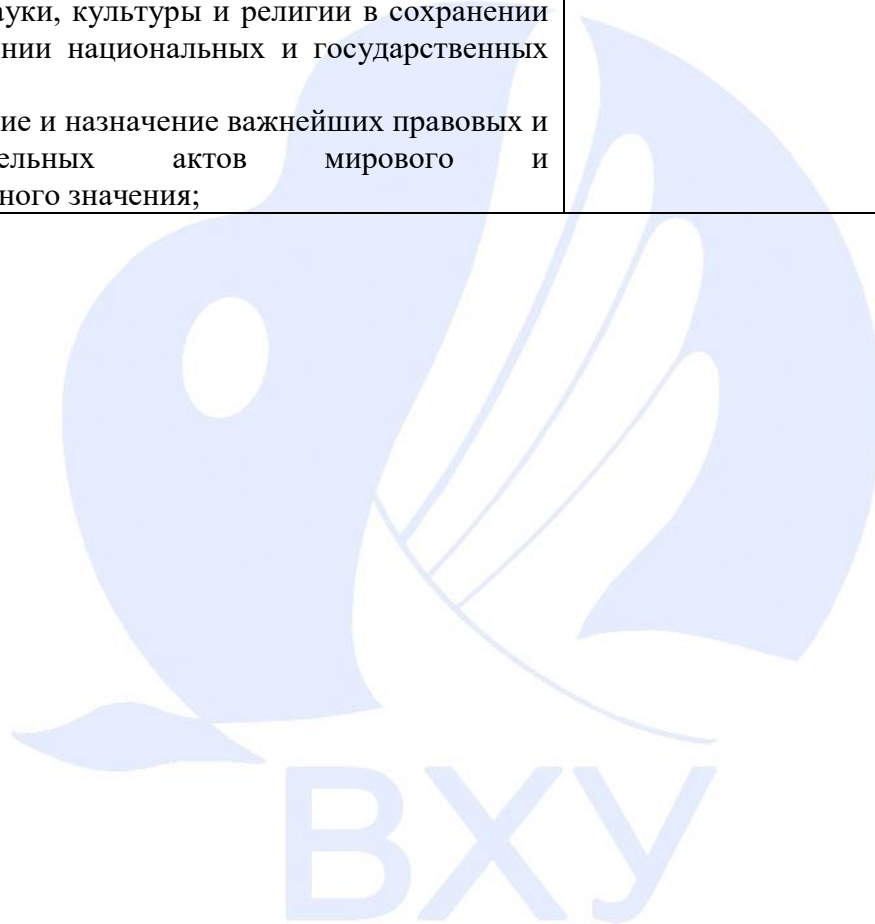 ауки, культуры и религии в сохранении
нии национальных и государственных
ие и назначение важнейших правовых и
ельных актов мирового и
ного значения;
ВХУ